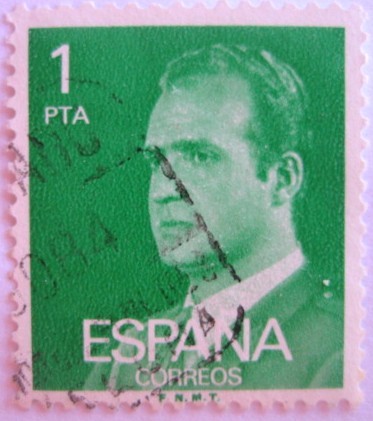 1
PTA
ESPAÑA
CORREOS
F.N.M.T.